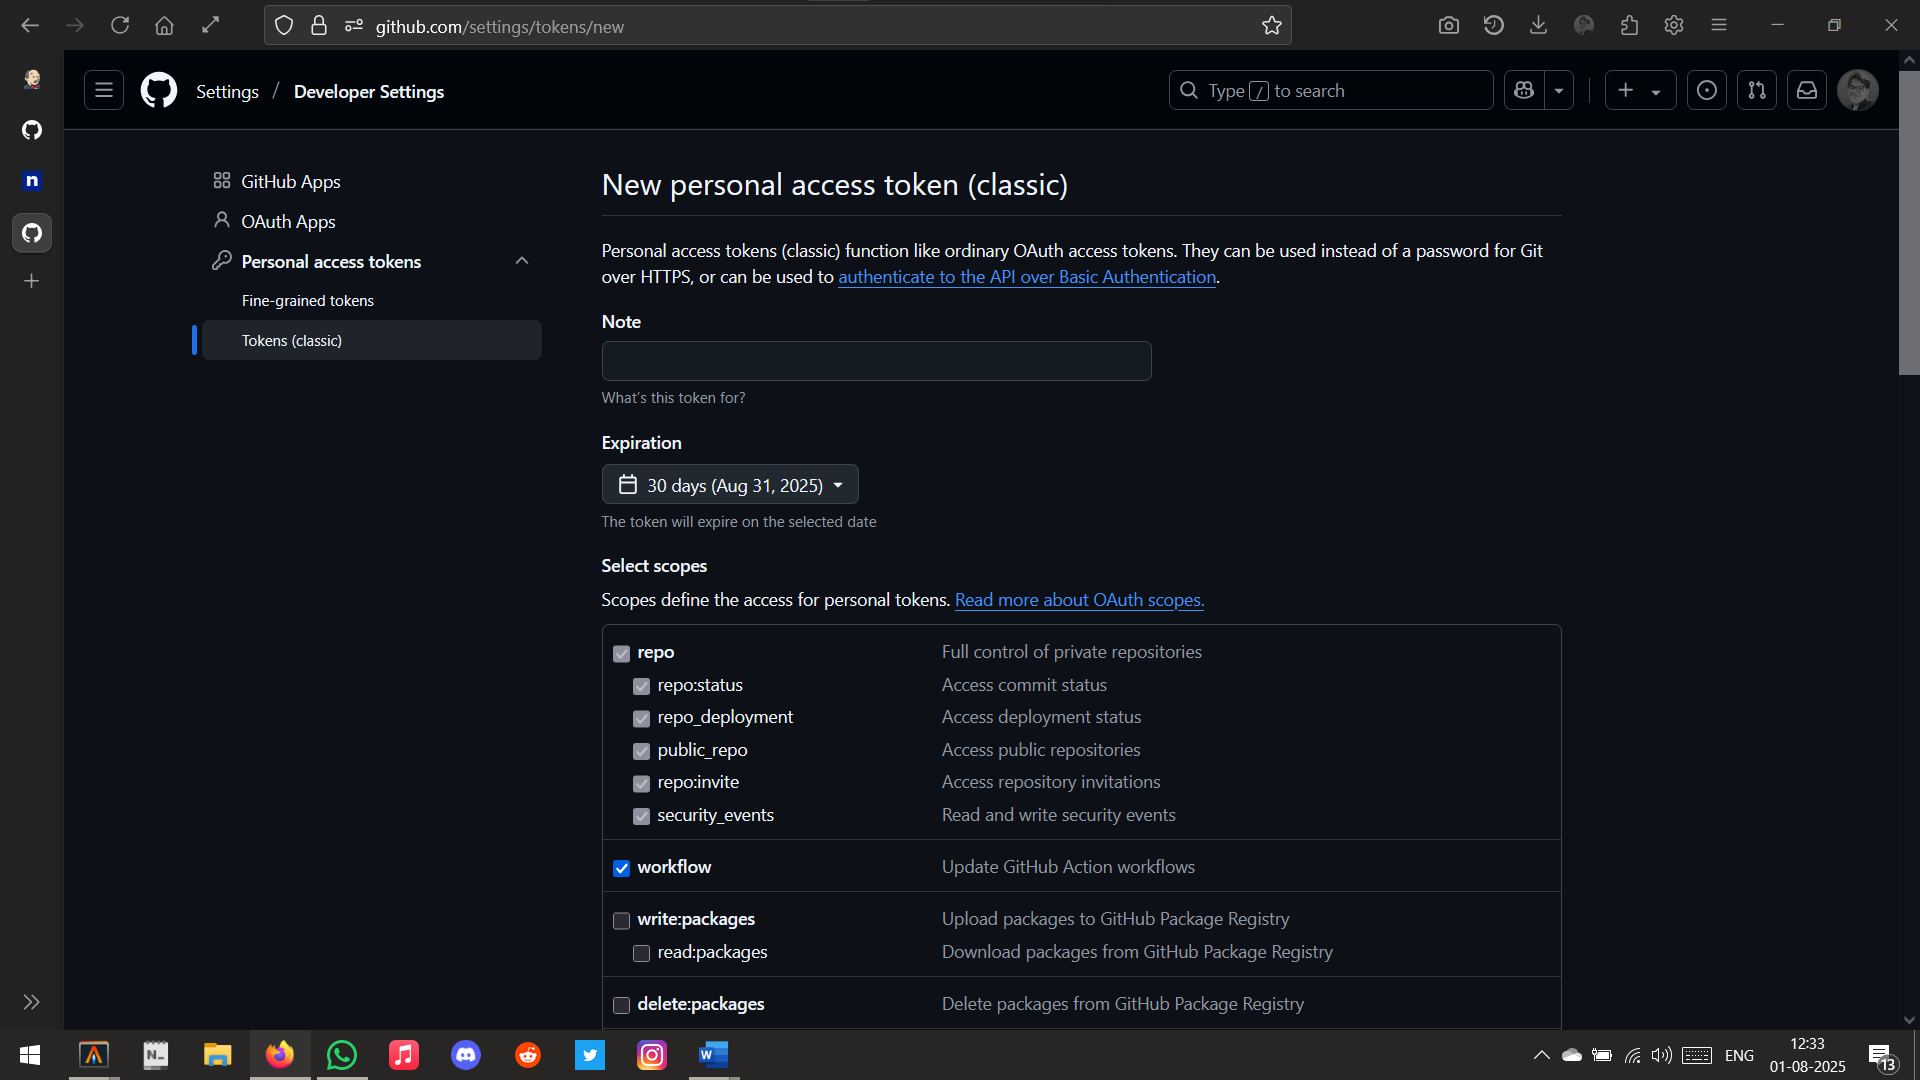 github.com/settings/tokens/new
Settings / Developer Settings
Type / to search
GitHub Apps
OAuth Apps
Personal access tokens
Fine-grained tokens
Tokens (classic)
New personal access token (classic)
Personal access tokens (classic) function like ordinary OAuth access tokens. They can be used instead of a password for Git
over HTTPS, or can be used to authenticate to the API over Basic Authentication.
Note
What's this token for?
Expiration
30 days (Aug 31, 2025)
The token will expire on the selected date
Select scopes
Scopes define the access for personal tokens. Read more about OAuth scopes.
repo Full control of private repositories
repo:status Access commit status
repo_deployment Access deployment status
public_repo Access public repositories
repo:invite Access repository invitations
security_events Read and write security events
workflow Update GitHub Action workflows
write:packages Upload packages to GitHub Package Registry
read:packages Download packages from GitHub Package Registry
delete:packages Delete packages from GitHub Package Registry
n
N_
W
ENG
12:33
01-08-2025
13